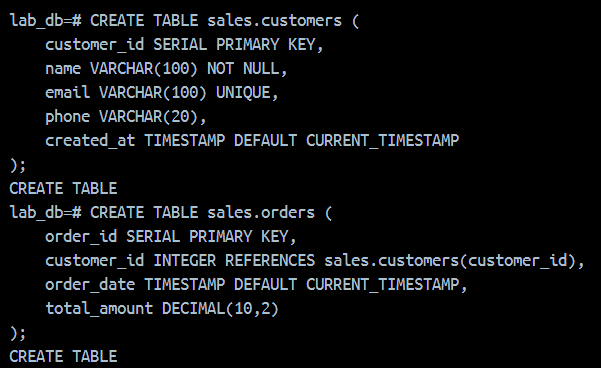 lab_db=# CREATE TABLE sales.customers (
    customer_id SERIAL PRIMARY KEY,
    name VARCHAR(100) NOT NULL,
    email VARCHAR(100) UNIQUE,
    phone VARCHAR(20),
    created_at TIMESTAMP DEFAULT CURRENT_TIMESTAMP
);
CREATE TABLE
lab_db=# CREATE TABLE sales.orders (
    order_id SERIAL PRIMARY KEY,
    customer_id INTEGER REFERENCES sales.customers(customer_id),
    order_date TIMESTAMP DEFAULT CURRENT_TIMESTAMP,
    total_amount DECIMAL(10,2)
);
CREATE TABLE